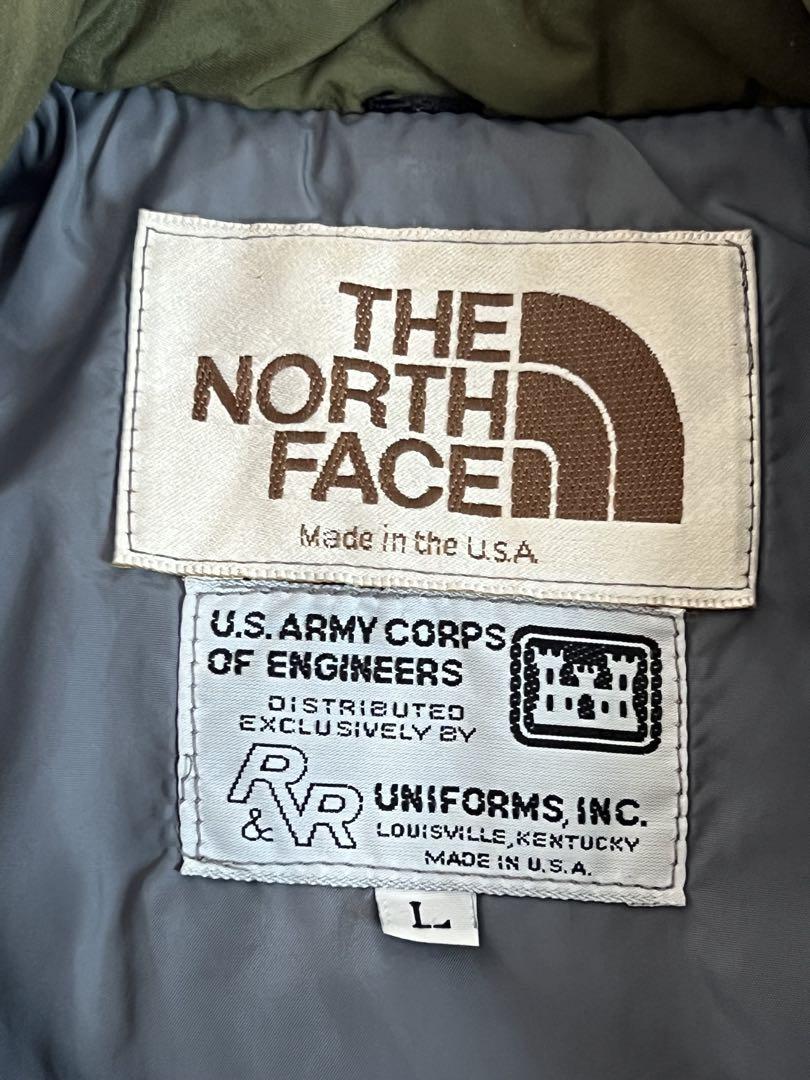 THE
NORTH
FACE
Made in the U.S.A.
U.S. ARMY CORPS
OF ENGINEERS
DISTRIBUTED
EXCLUSIVELY BY
R&R UNIFORMS, INC.
LOUISVILLE, KENTUCKY
MADE IN U.S.A.
L